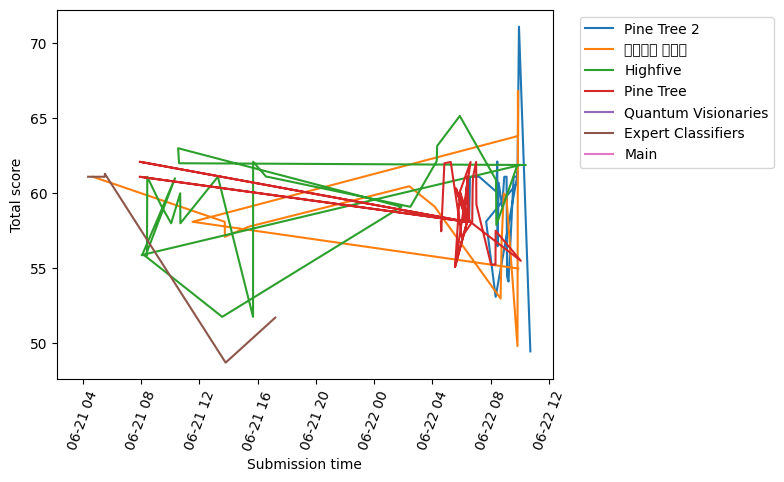 Total score
70
65
60
55
50
06-21 04
06-21 08
06-21 12
06-21 16
06-21 20
06-22 00
06-22 04
06-22 08
06-22 12
Submission time
Pine Tree 2
Highfive
Pine Tree
Quantum Visionaries
Expert Classifiers
Main